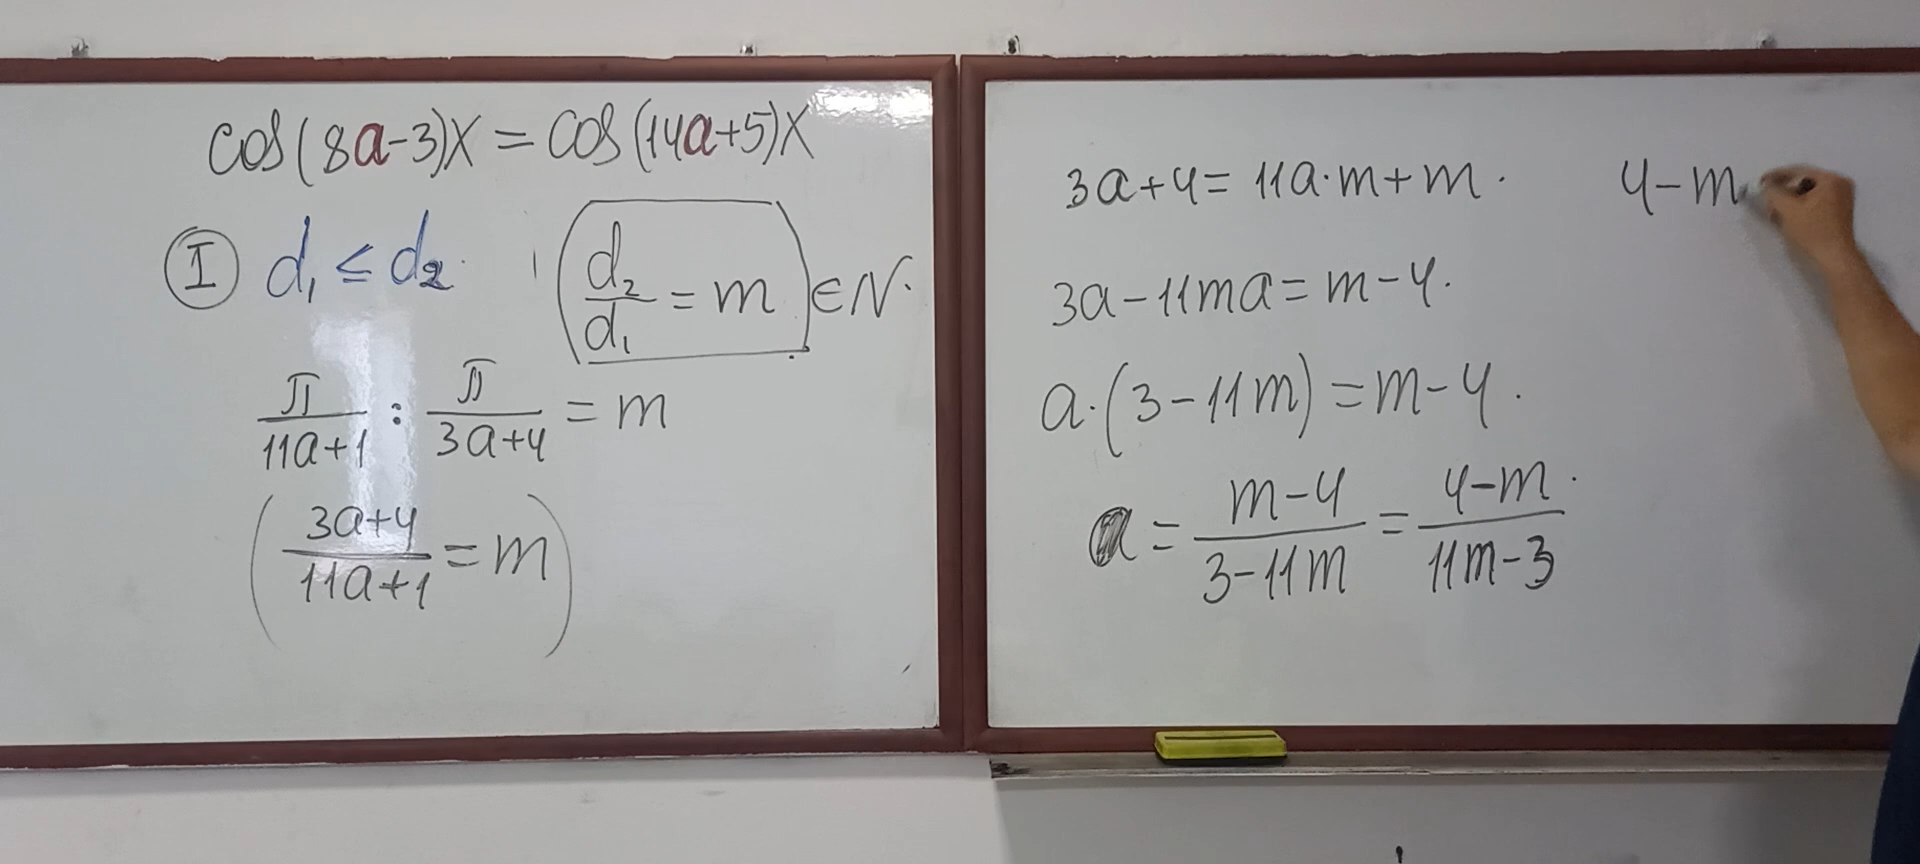 cos(8a-3)x = cos(14a+5)x
I d₁ ≤ d₂. d₂/d₁ = m ∈ N.
π/(11a+1) : π/(3a+4) = m
((3a+4)/(11a+1) = m)
3a+4 = 11a·m+m.
3a-11ma = m-4.
a·(3-11m) = m-4.
a = (m-4)/(3-11m) = (4-m)/(11m-3)
4-m